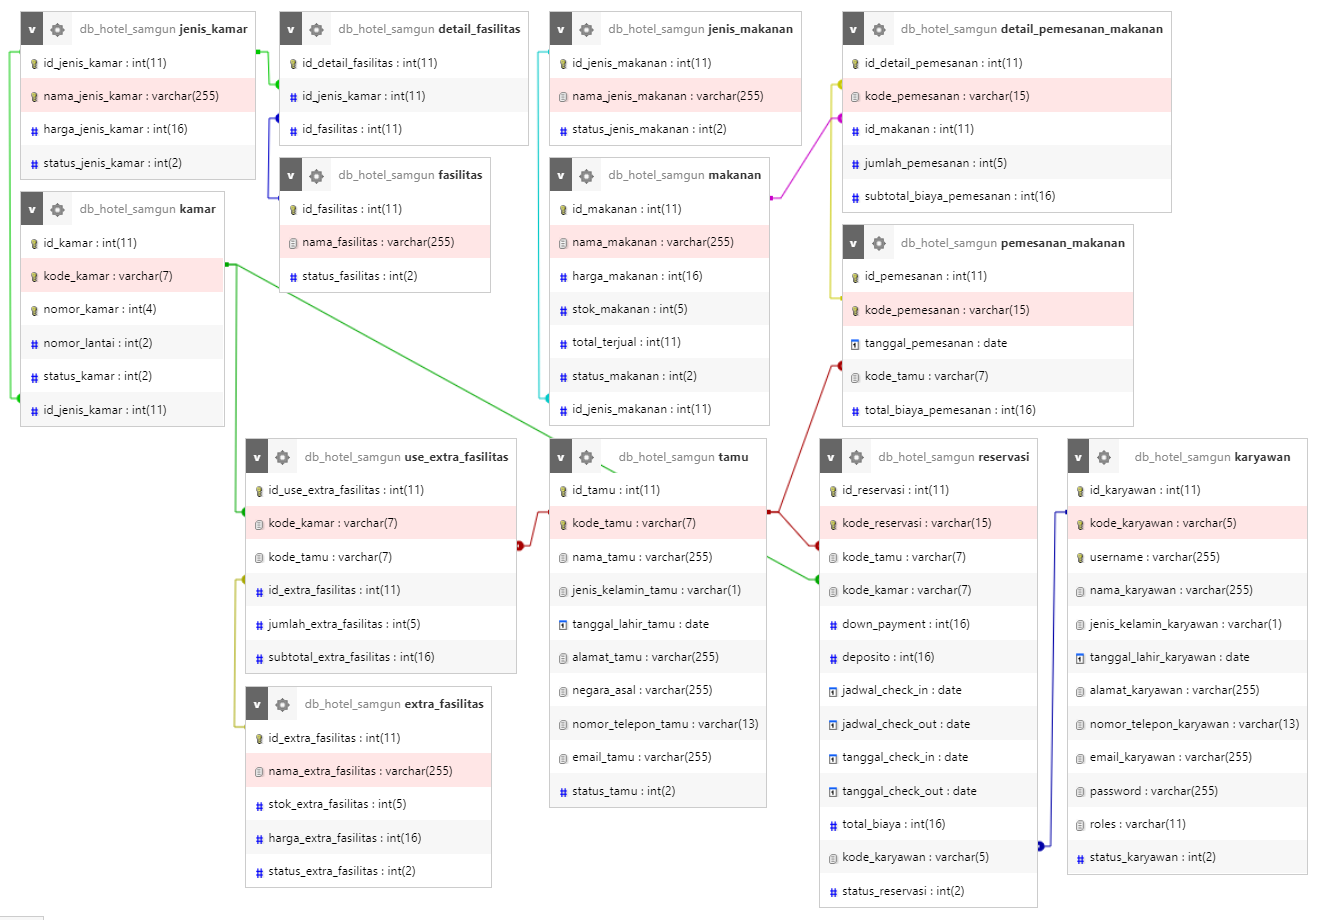 v db_hotel_samgun jenis_kamar
id_jenis_kamar : int(11)
nama_jenis_kamar : varchar(255)
harga_jenis_kamar : int(16)
status_jenis_kamar : int(2)
v db_hotel_samgun detail_fasilitas
id_detail_fasilitas : int(11)
id_jenis_kamar : int(11)
id_fasilitas : int(11)
v db_hotel_samgun jenis_makanan
id_jenis_makanan : int(11)
nama_jenis_makanan : varchar(255)
status_jenis_makanan : int(2)
v db_hotel_samgun detail_pemesanan_makanan
id_detail_pemesanan : int(11)
kode_pemesanan : varchar(15)
id_makanan : int(11)
jumlah_pemesanan : int(5)
subtotal_biaya_pemesanan : int(16)
v db_hotel_samgun kamar
id_kamar : int(11)
kode_kamar : varchar(7)
nomor_kamar : int(4)
nomor_lantai : int(2)
status_kamar : int(2)
id_jenis_kamar : int(11)
v db_hotel_samgun fasilitas
id_fasilitas : int(11)
nama_fasilitas : varchar(255)
status_fasilitas : int(2)
v db_hotel_samgun makanan
id_makanan : int(11)
nama_makanan : varchar(255)
harga_makanan : int(16)
stok_makanan : int(5)
total_terjual : int(11)
status_makanan : int(2)
id_jenis_makanan : int(11)
v db_hotel_samgun pemesanan_makanan
id_pemesanan : int(11)
kode_pemesanan : varchar(15)
tanggal_pemesanan : date
kode_tamu : varchar(7)
total_biaya_pemesanan : int(16)
v db_hotel_samgun use_extra_fasilitas
id_use_extra_fasilitas : int(11)
kode_kamar : varchar(7)
kode_tamu : varchar(7)
id_extra_fasilitas : int(11)
jumlah_extra_fasilitas : int(5)
subtotal_extra_fasilitas : int(16)
v db_hotel_samgun extra_fasilitas
id_extra_fasilitas : int(11)
nama_extra_fasilitas : varchar(255)
stok_extra_fasilitas : int(5)
harga_extra_fasilitas : int(16)
status_extra_fasilitas : int(2)
v db_hotel_samgun tamu
id_tamu : int(11)
kode_tamu : varchar(7)
nama_tamu : varchar(255)
jenis_kelamin_tamu : varchar(1)
tanggal_lahir_tamu : date
alamat_tamu : varchar(255)
negara_asal : varchar(255)
nomor_telepon_tamu : varchar(13)
email_tamu : varchar(255)
status_tamu : int(2)
v db_hotel_samgun reservasi
id_reservasi : int(11)
kode_reservasi : varchar(15)
kode_tamu : varchar(7)
kode_kamar : varchar(7)
down_payment : int(16)
deposito : int(16)
jadwal_check_in : date
jadwal_check_out : date
tanggal_check_in : date
tanggal_check_out : date
total_biaya : int(16)
kode_karyawan : varchar(5)
status_reservasi : int(2)
v db_hotel_samgun karyawan
id_karyawan : int(11)
kode_karyawan : varchar(5)
username : varchar(255)
nama_karyawan : varchar(255)
jenis_kelamin_karyawan : varchar(1)
tanggal_lahir_karyawan : date
alamat_karyawan : varchar(255)
nomor_telepon_karyawan : varchar(13)
email_karyawan : varchar(255)
password : varchar(255)
roles : varchar(11)
status_karyawan : int(2)